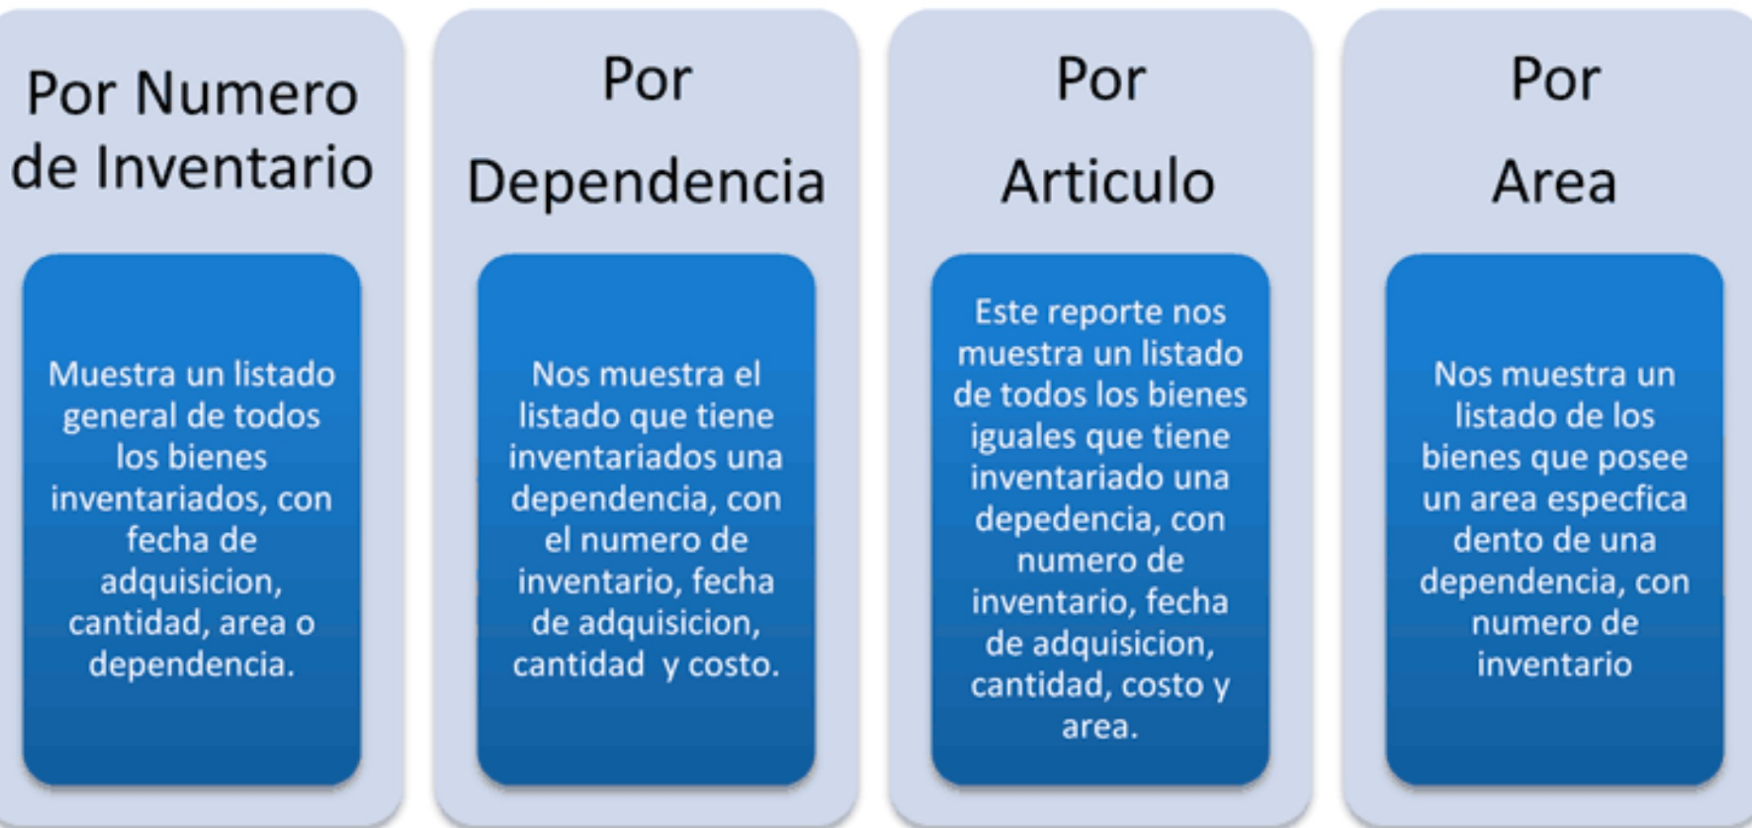 Por Numero
de Inventario
Muestra un listado
general de todos
los bienes
inventariados, con
fecha de
adquisicion,
cantidad, area o
dependencia.
Por
Dependencia
Nos muestra el
listado que tiene
inventariados una
dependencia, con
el numero de
inventario, fecha
de adquisicion,
cantidad  y costo.
Por
Articulo
Este reporte nos
muestra un listado
de todos los bienes
iguales que tiene
inventariado una
depedencia, con
numero de
inventario, fecha
de adquisicion,
cantidad, costo y
area.
Por
Area
Nos muestra un
listado de los
bienes que posee
un area especfica
dento de una
dependencia, con
numero de
inventario